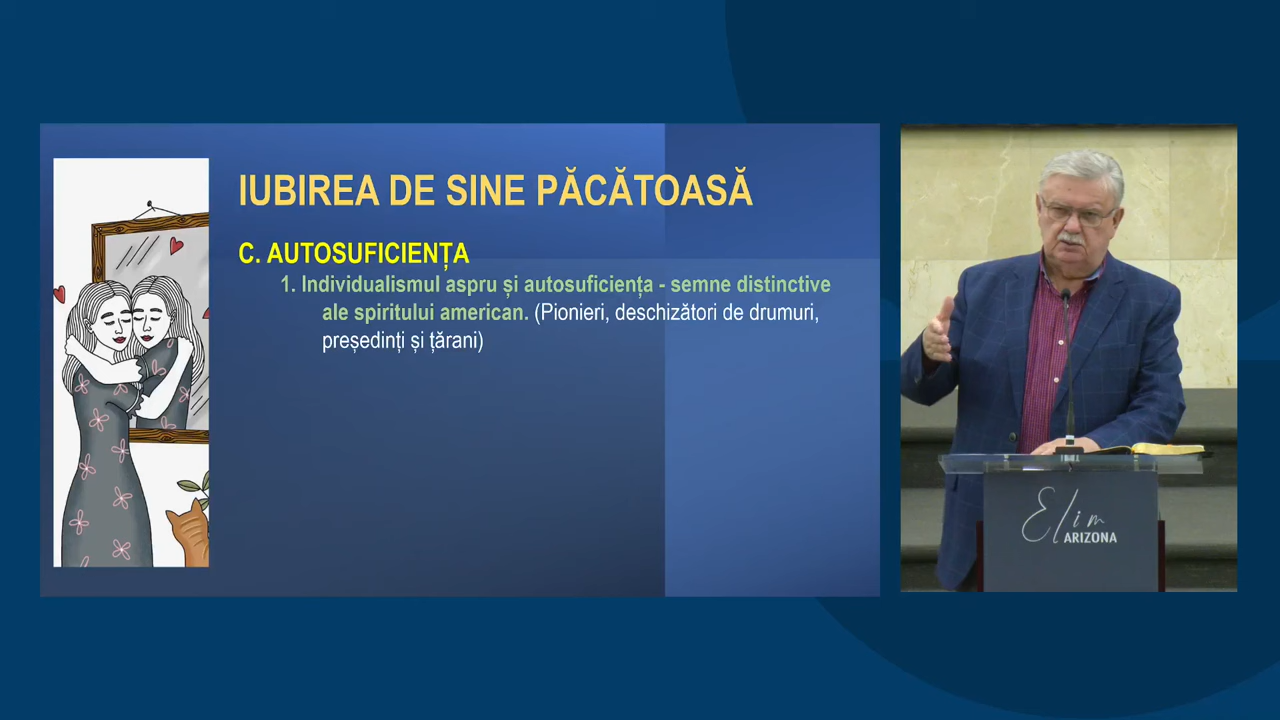 IUBIREA DE SINE PĂCĂTOASĂ
C. AUTOSUFICIENȚA
1. Individualismul aspru și autosuficiența - semne distinctive
ale spiritului american. (Pionieri, deschizători de drumuri,
președinți și țărani)
Elim
ARIZONA